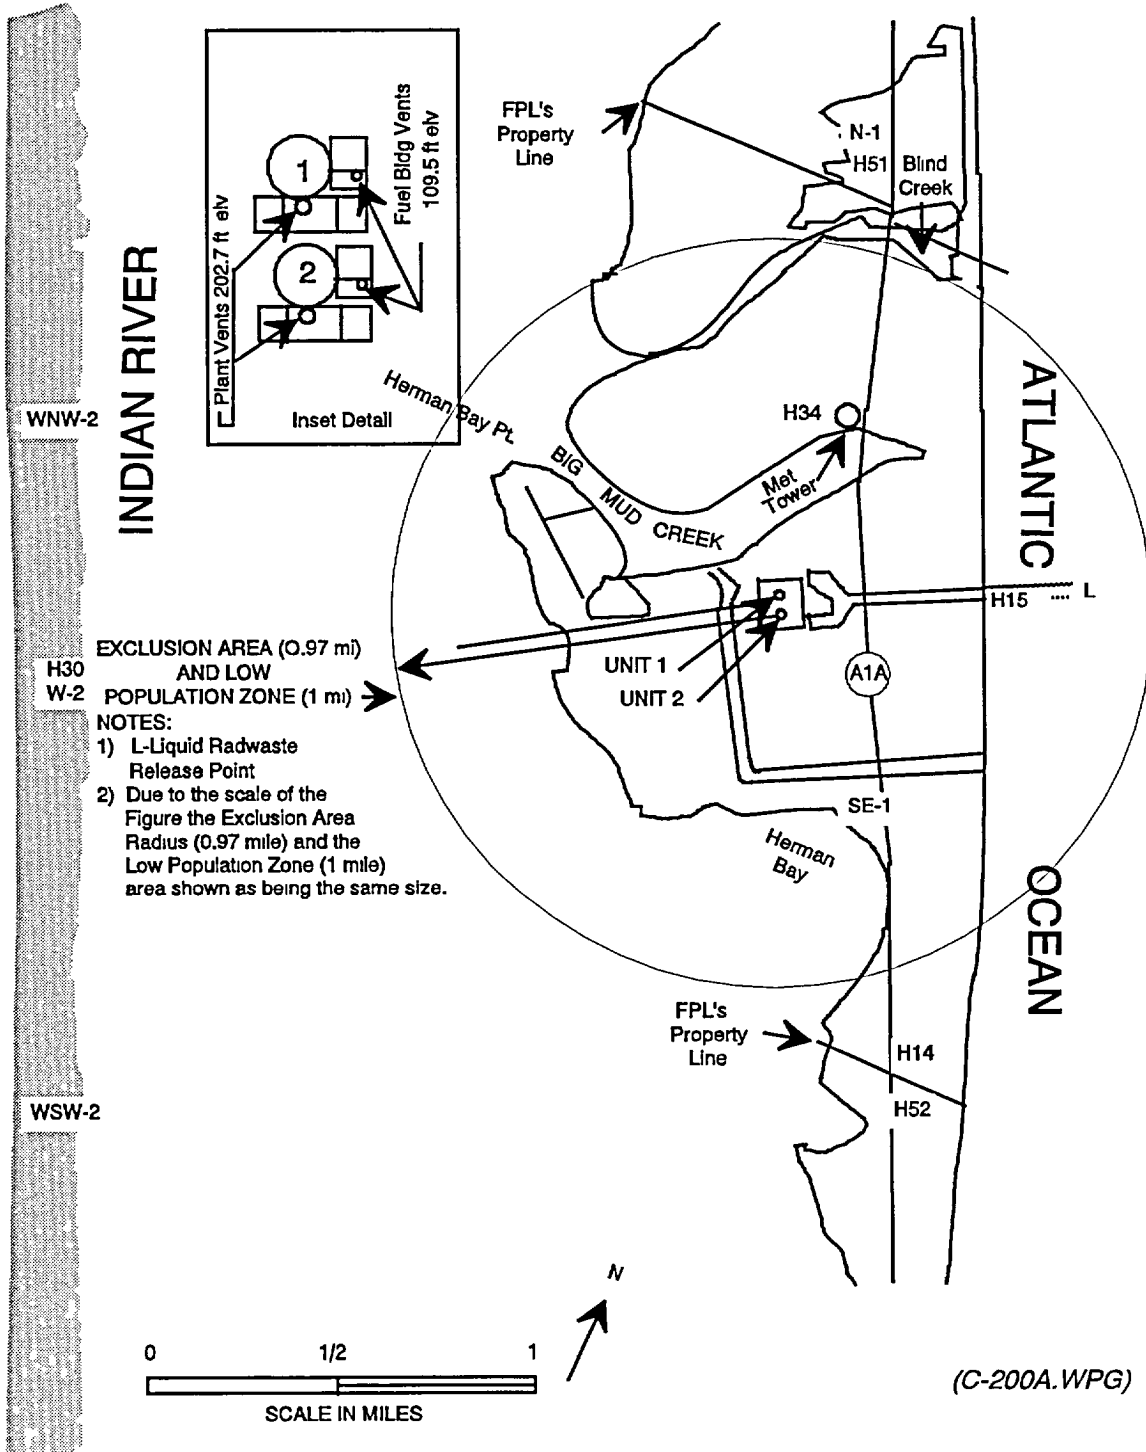 INDIAN RIVER
Plant Vents 202.7 ft elv
1
2
Fuel Bldg Vents
109.5 ft elv
Inset Detail
FPL's
Property
Line
N-1
H51
Blind
Creek
WNW-2
Herman Bay Pt.
BIG MUD CREEK
H34
Met
Tower
ATLANTIC
OCEAN
H15
L
UNIT 1
UNIT 2
A1A
H30
W-2
EXCLUSION AREA (0.97 mi)
AND LOW
POPULATION ZONE (1 mi)
NOTES:
1) L-Liquid Radwaste
Release Point
2) Due to the scale of the
Figure the Exclusion Area
Radius (0.97 mile) and the
Low Population Zone (1 mile)
area shown as being the same size.
SE-1
Herman
Bay
FPL's
Property
Line
H14
H52
WSW-2
N
0 1/2 1
SCALE IN MILES
(C-200A.WPG)